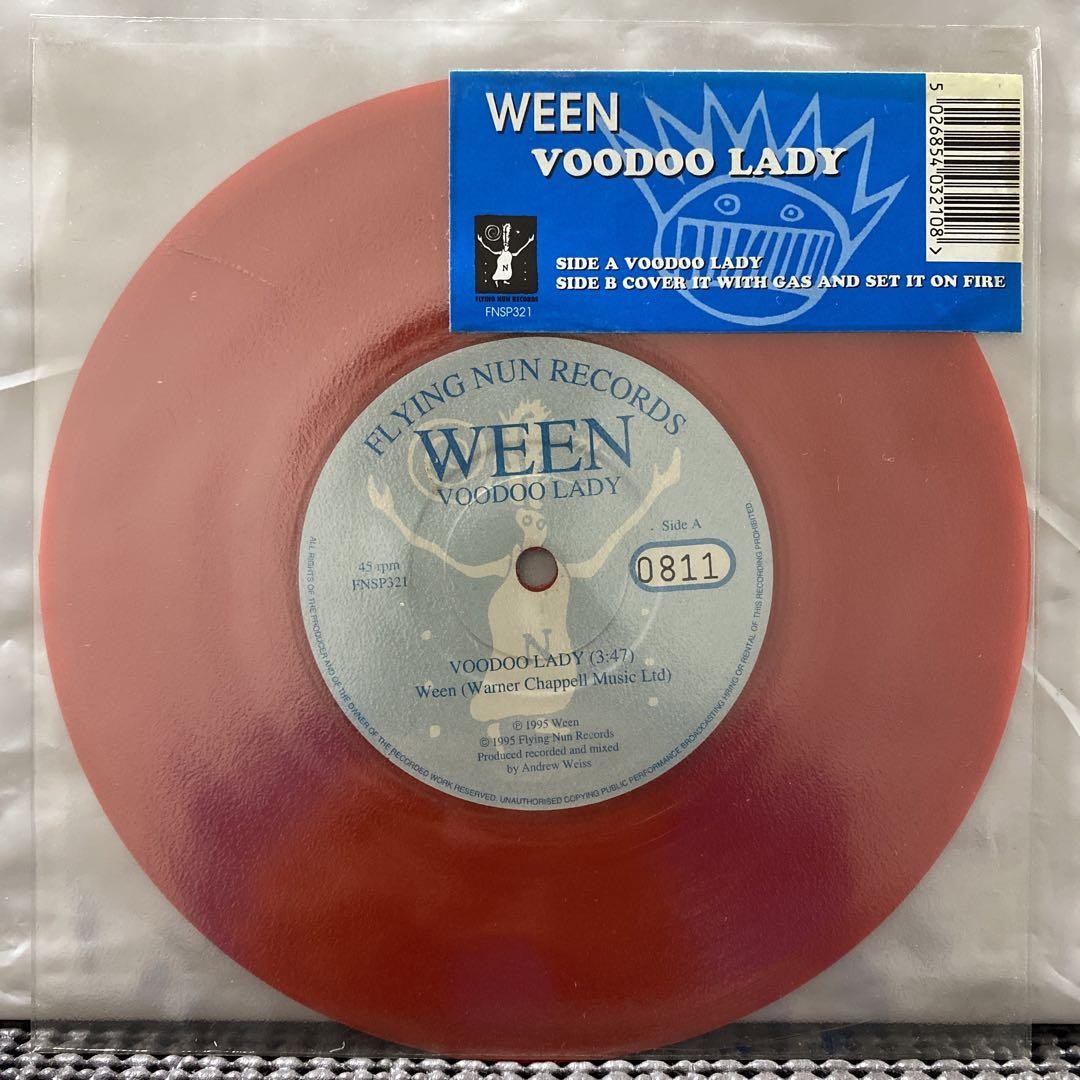 WEEN
VOODOO LADY
SIDE A VOODOO LADY
SIDE B COVER IT WITH GAS AND SET IT ON FIRE
N
FLYING NUN RECORDS
FNSP321
5 026854 032108 >
FLYING NUN RECORDS
WEEN
VOODOO LADY
Side A
45 rpm
FNSP321
0811
N
VOODOO LADY (3:47)
Ween (Warner Chappell Music Ltd)
℗ 1995 Ween
© 1995 Flying Nun Records
Produced recorded and mixed
by Andrew Weiss
ALL RIGHTS OF THE PRODUCER AND OF THE OWNER OF THE RECORDED WORK RESERVED. UNAUTHORISED COPYING PUBLIC PERFORMANCE BROADCASTING HIRING OR RENTAL OF THIS RECORDING PROHIBITED